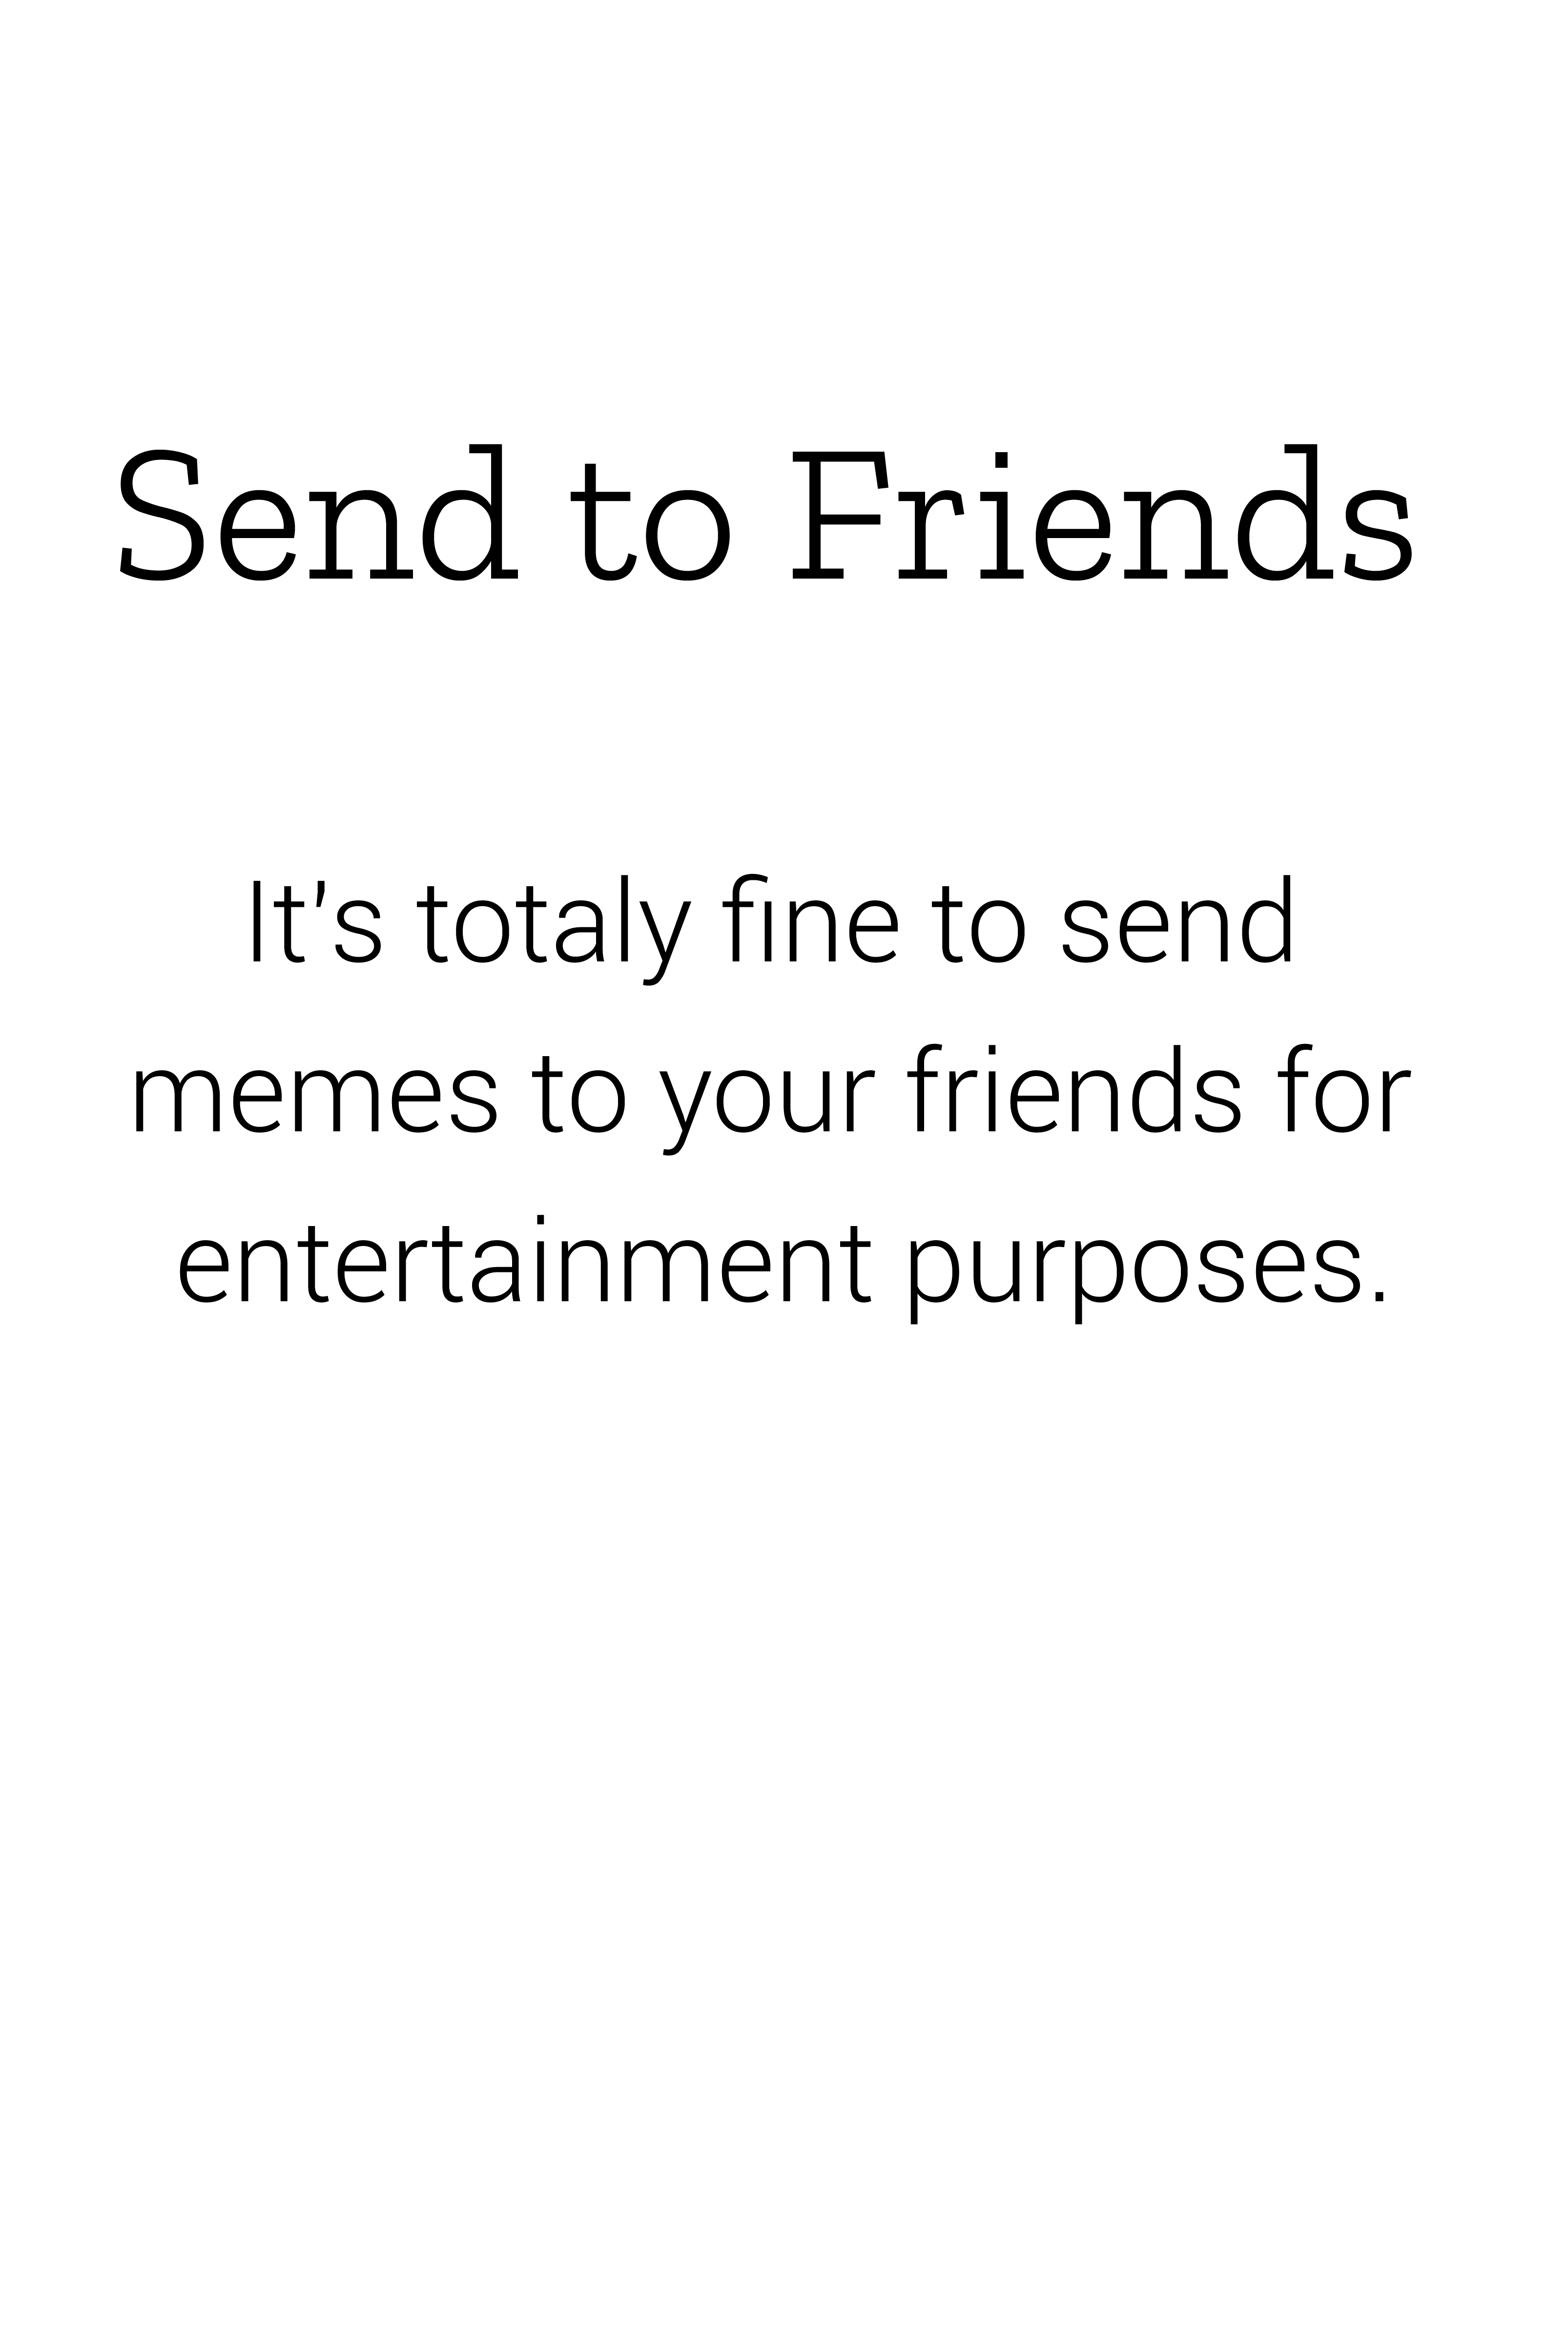 Send to Friends
It's totaly fine to send
memes to your friends for
entertainment purposes.